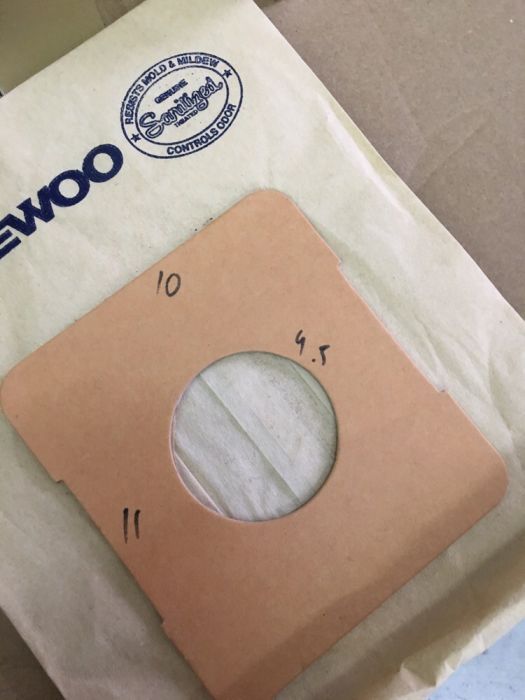 RESISTS MOLD & MILDEW
GENUINE
Sanitized
TREATED
CONTROLS ODOR
EWOO
10
4.5
11